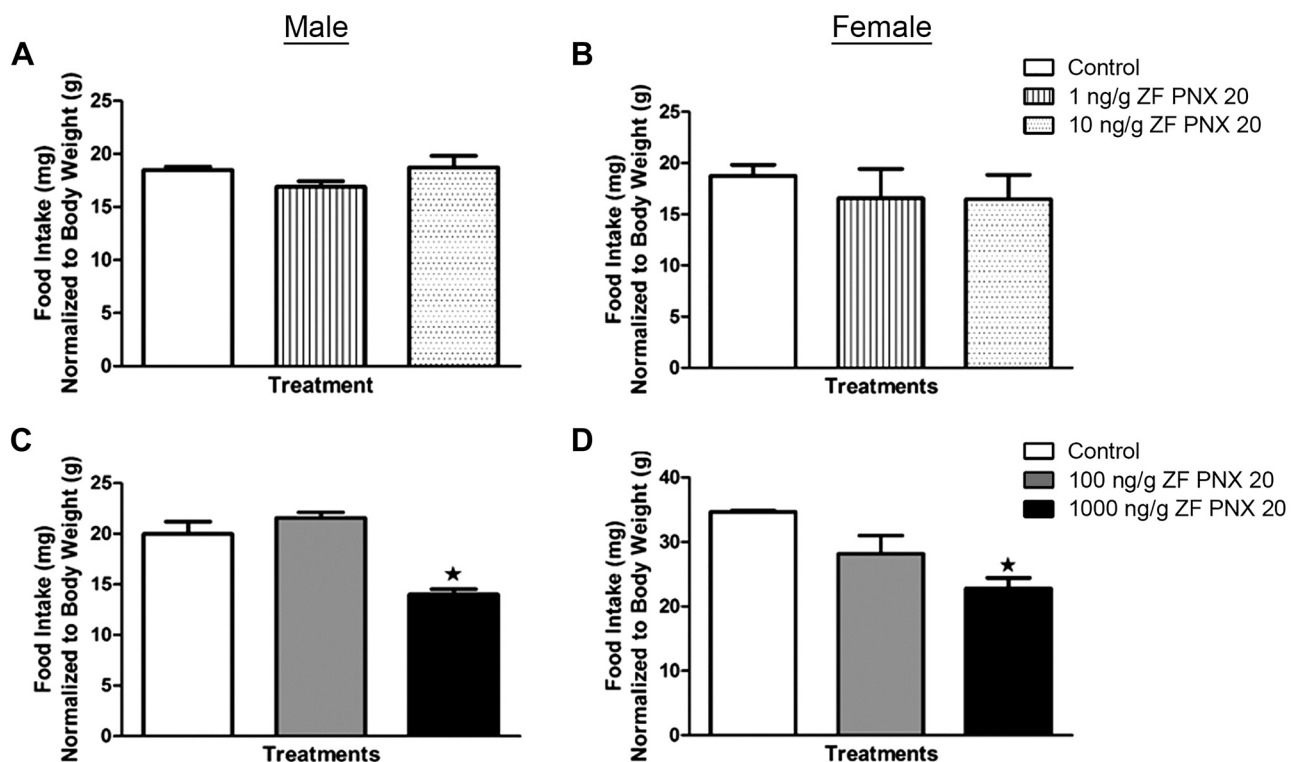 Male
Female
A
B
Control
1 ng/g ZF PNX 20
10 ng/g ZF PNX 20
Food Intake (mg)
Normalized to Body Weight (g)
25
20
15
10
5
0
Treatment
Food Intake (mg)
Normalized to Body Weight (g)
25
20
15
10
5
0
Treatments
C
D
Control
100 ng/g ZF PNX 20
1000 ng/g ZF PNX 20
Food Intake (mg)
Normalized to Body Weight (g)
25
20
15
10
5
0
Treatments
Food Intake (mg)
Normalized to Body Weight (g)
40
30
20
10
0
Treatments